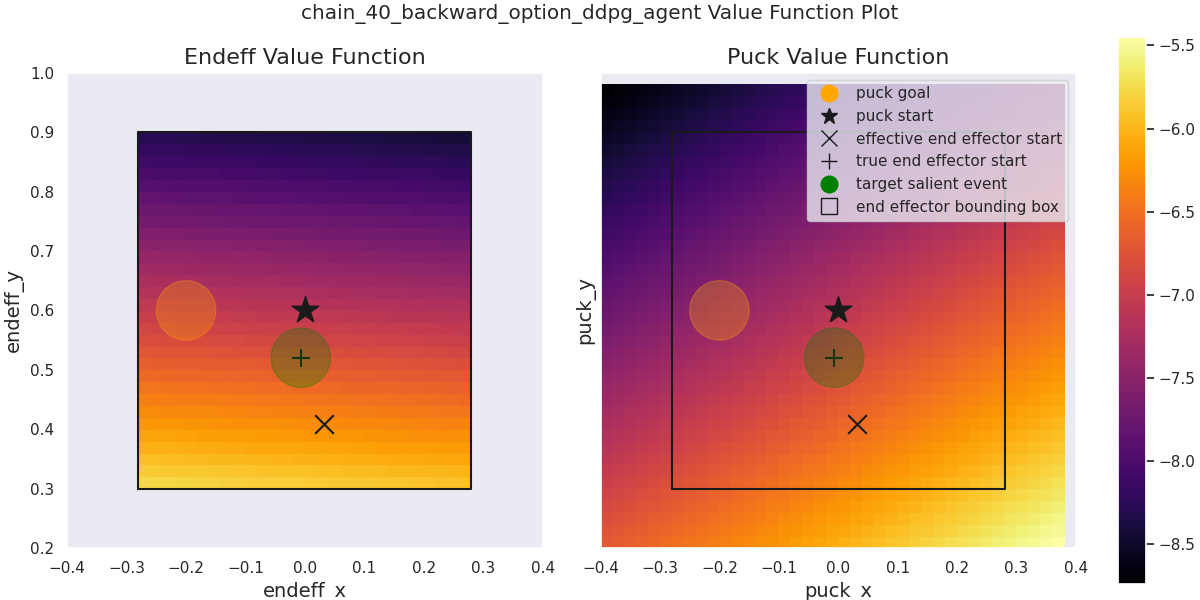 chain_40_backward_option_ddpg_agent Value Function Plot
Endeff Value Function
1.0
0.9
0.8
0.7
0.6
0.5
0.4
0.3
0.2
endeff_y
−0.4 −0.3 −0.2 −0.1 0.0 0.1 0.2 0.3 0.4
endeff_x
Puck Value Function
puck goal
puck start
effective end effector start
true end effector start
target salient event
end effector bounding box
puck_y
−0.4 −0.3 −0.2 −0.1 0.0 0.1 0.2 0.3 0.4
puck_x
−5.5
−6.0
−6.5
−7.0
−7.5
−8.0
−8.5